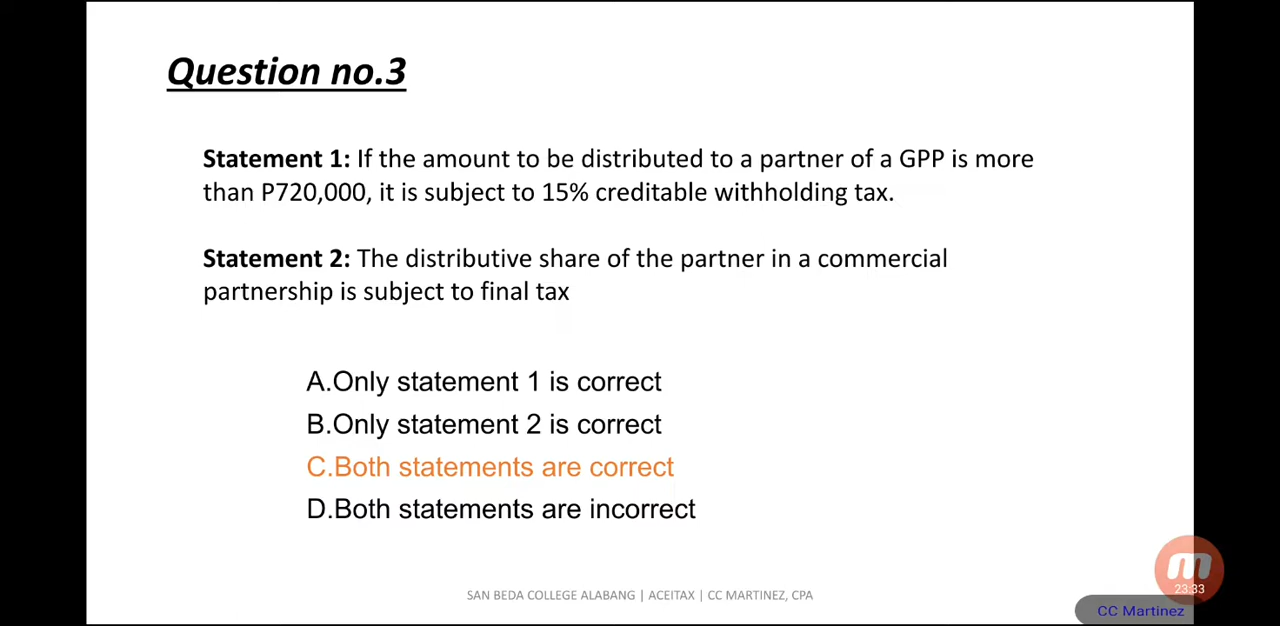 Question no.3
Statement 1: If the amount to be distributed to a partner of a GPP is more
than P720,000, it is subject to 15% creditable withholding tax.
Statement 2: The distributive share of the partner in a commercial
partnership is subject to final tax
A.Only statement 1 is correct
B.Only statement 2 is correct
C.Both statements are correct
D.Both statements are incorrect
SAN BEDA COLLEGE ALABANG | ACEITAX | CC MARTINEZ, CPA
m
23:33
CC Martinez